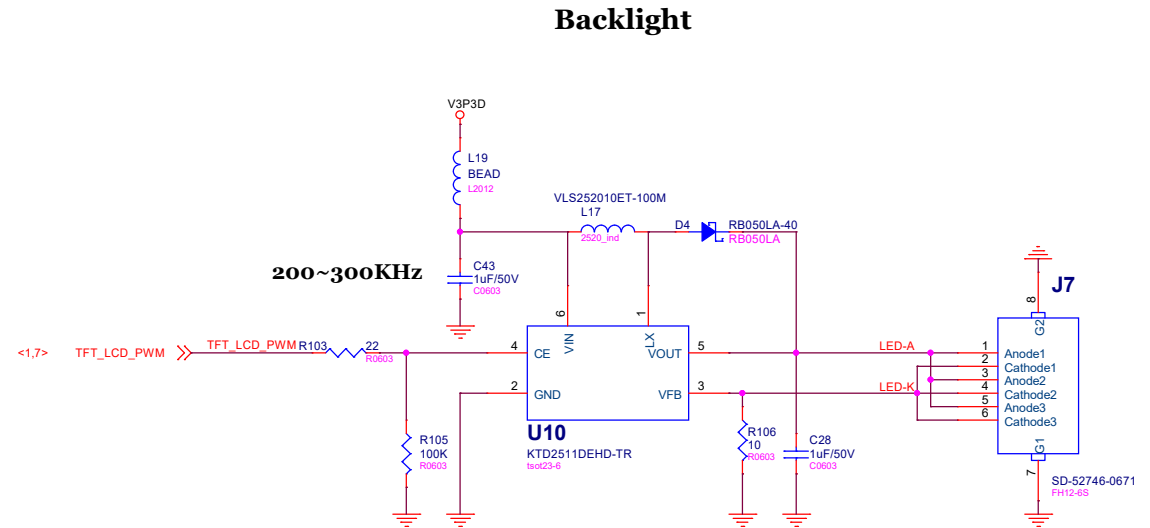 Backlight
V3P3D
L19
BEAD
L2012
VLS252010ET-100M
L17
2520_ind
D4
RB050LA-40
RB050LA
200~300KHz
C43
1uF/50V
C0603
J7
8
G2
6
1
VIN
LX
<1,7>
TFT_LCD_PWM
TFT_LCD_PWM
R103
22
R0603
4
CE
VOUT
5
LED-A
1
Anode1
2
Cathode1
3
Anode2
2
GND
VFB
3
LED-K
4
Cathode2
5
Anode3
6
Cathode3
U10
KTD2511DEHD-TR
tsot23-6
R105
100K
R0603
R106
10
R0603
C28
1uF/50V
C0603
G1
7
SD-52746-0671
FH12-6S